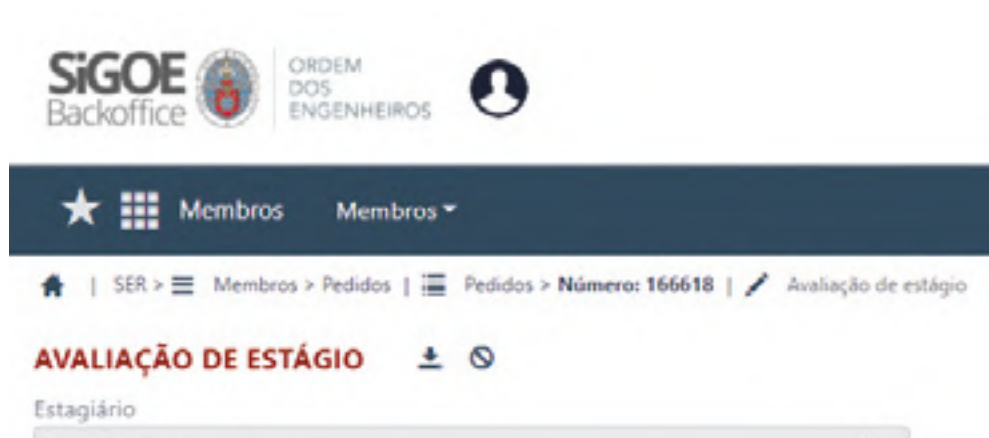 SiGOE
Backoffice
ORDEM
DOS
ENGENHEIROS
Membros Membros
| SER > Membros > Pedidos | Pedidos > Número: 166618 | Avaliação de estágio
AVALIAÇÃO DE ESTÁGIO
Estagiário